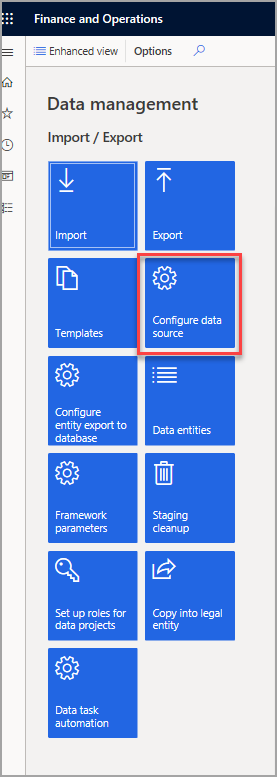 Finance and Operations
Enhanced view Options
Data management
Import / Export
Import
Export
Templates
Configure data
source
Configure
entity export to
database
Data entities
Framework
parameters
Staging
cleanup
Set up roles for
data projects
Copy into legal
entity
Data task
automation